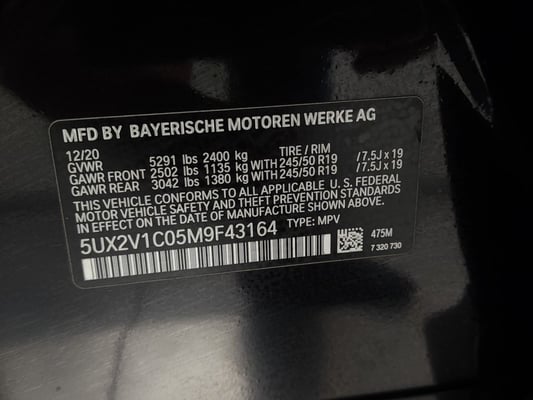 MFD BY BAYERISCHE MOTOREN WERKE AG
12/20
GVWR 5291 lbs 2400 kg TIRE / RIM
GAWR FRONT 2502 lbs 1135 kg WITH 245/50 R19 / 7.5J x 19
GAWR REAR 3042 lbs 1380 kg WITH 245/50 R19 / 7.5J x 19
THIS VEHICLE CONFORMS TO ALL APPLICABLE U. S. FEDERAL
MOTOR VEHICLE SAFETY AND THEFT PREVENTION STANDARDS
IN EFFECT ON THE DATE OF MANUFACTURE SHOWN ABOVE.
5UX2V1C05M9F43164 TYPE: MPV
475M
7 320 730